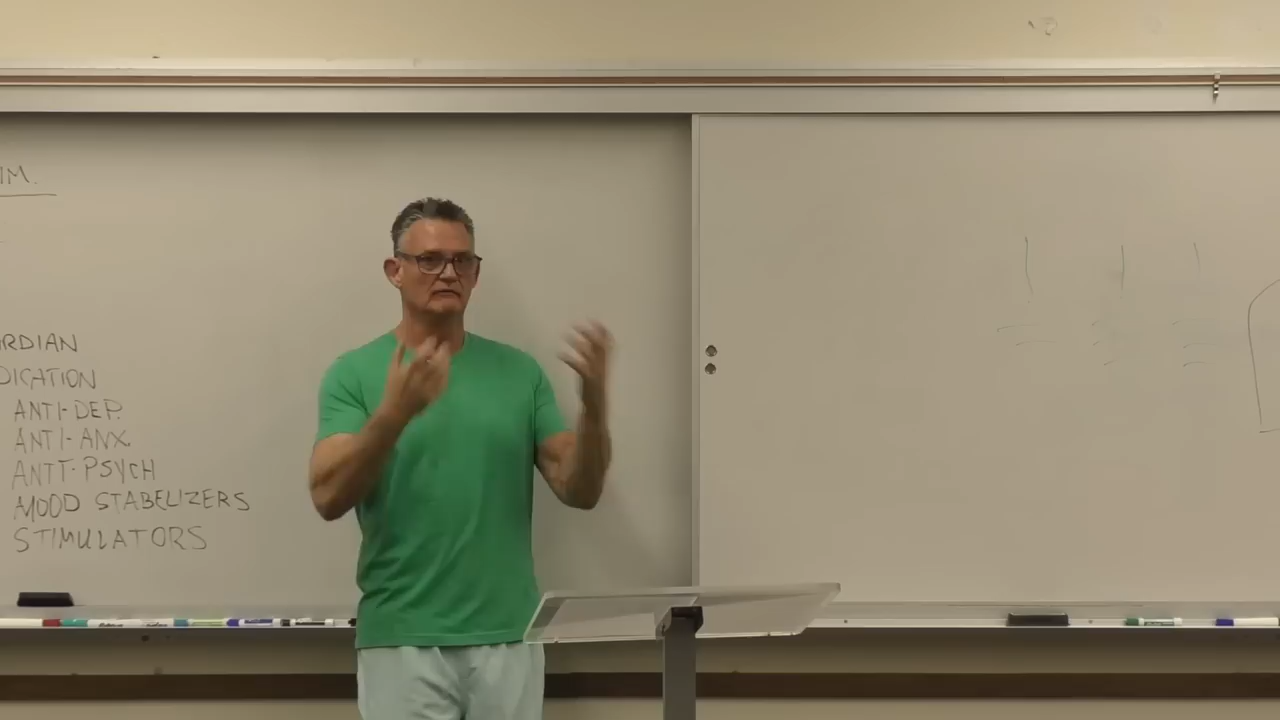 IM.
RDIAN
DICATION
ANTI-DEP.
ANTI-ANX.
ANTI-PSYCH
MOOD STABELIZERS
STIMULATORS